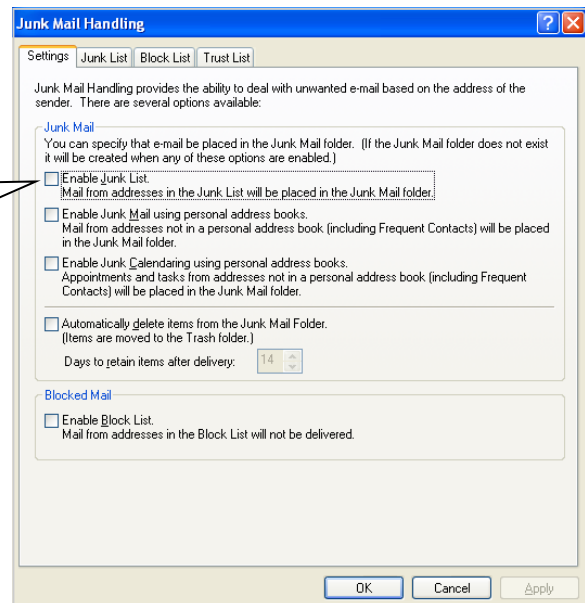 Junk Mail Handling
Settings Junk List Block List Trust List
Junk Mail Handling provides the ability to deal with unwanted e-mail based on the address of the
sender. There are several options available:
Junk Mail
You can specify that e-mail be placed in the Junk Mail folder. (If the Junk Mail folder does not exist
it will be created when any of these options are enabled.)
Enable Junk List.
Mail from addresses in the Junk List will be placed in the Junk Mail folder.
Enable Junk Mail using personal address books.
Mail from addresses not in a personal address book (including Frequent Contacts) will be placed
in the Junk Mail folder.
Enable Junk Calendaring using personal address books.
Appointments and tasks from addresses not in a personal address book (including Frequent
Contacts) will be placed in the Junk Mail folder.
Automatically delete items from the Junk Mail Folder.
(Items are moved to the Trash folder.)
Days to retain items after delivery: 14
Blocked Mail
Enable Block List.
Mail from addresses in the Block List will not be delivered.
OK Cancel Apply